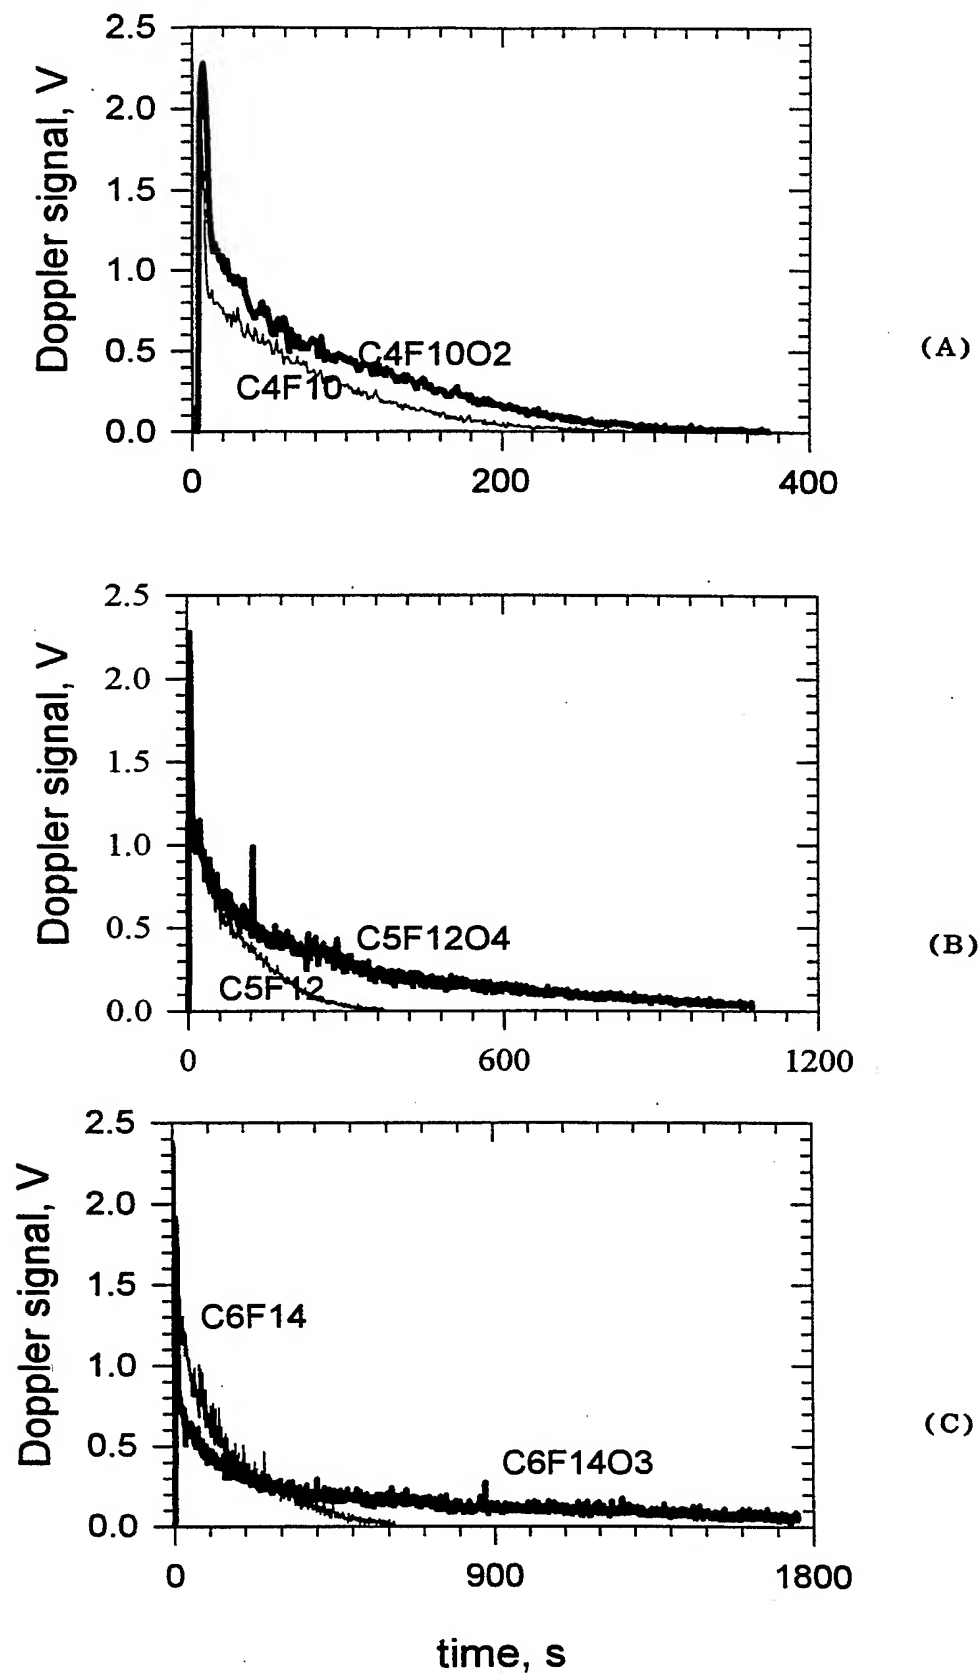 2.5
2.0
1.5
1.0
0.5
0.0
Doppler signal, V
C4F10O2
C4F10
0 200 400
(A)
2.5
2.0
1.5
1.0
0.5
0.0
Doppler signal, V
C5F12O4
C5F12
0 600 1200
(B)
2.5
2.0
1.5
1.0
0.5
0.0
Doppler signal, V
C6F14
C6F14O3
0 900 1800
(C)
time, s